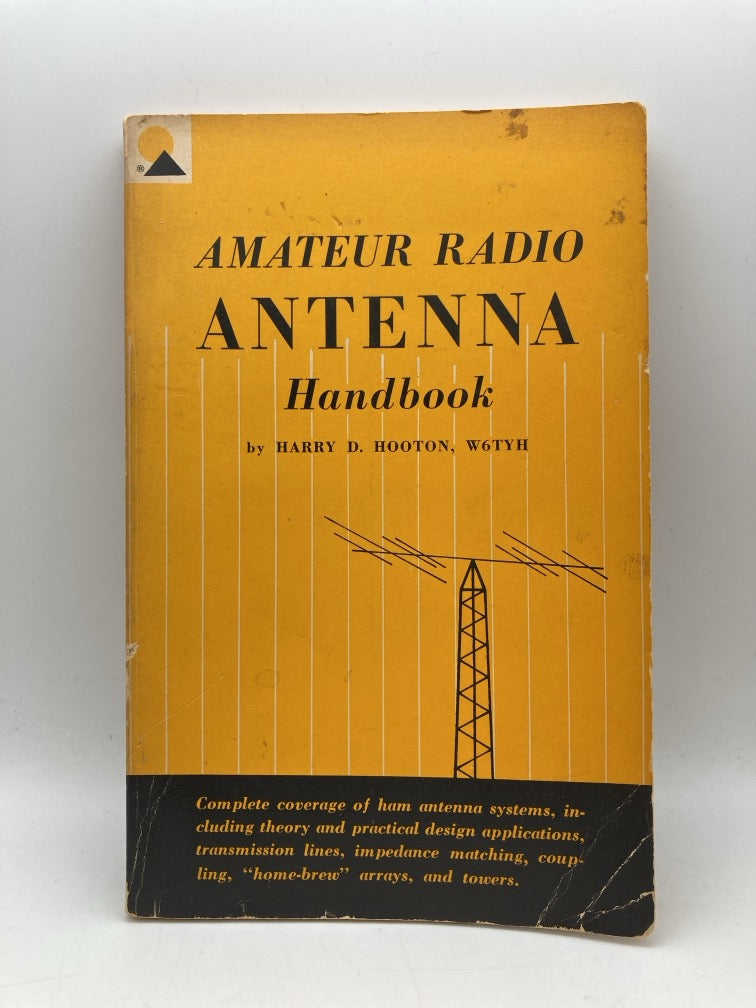 ®
AMATEUR RADIO
ANTENNA
Handbook
by HARRY D. HOOTON, W6TYH
Complete coverage of ham antenna systems, in-
cluding theory and practical design applications,
transmission lines, impedance matching, coup-
ling, "home-brew" arrays, and towers.